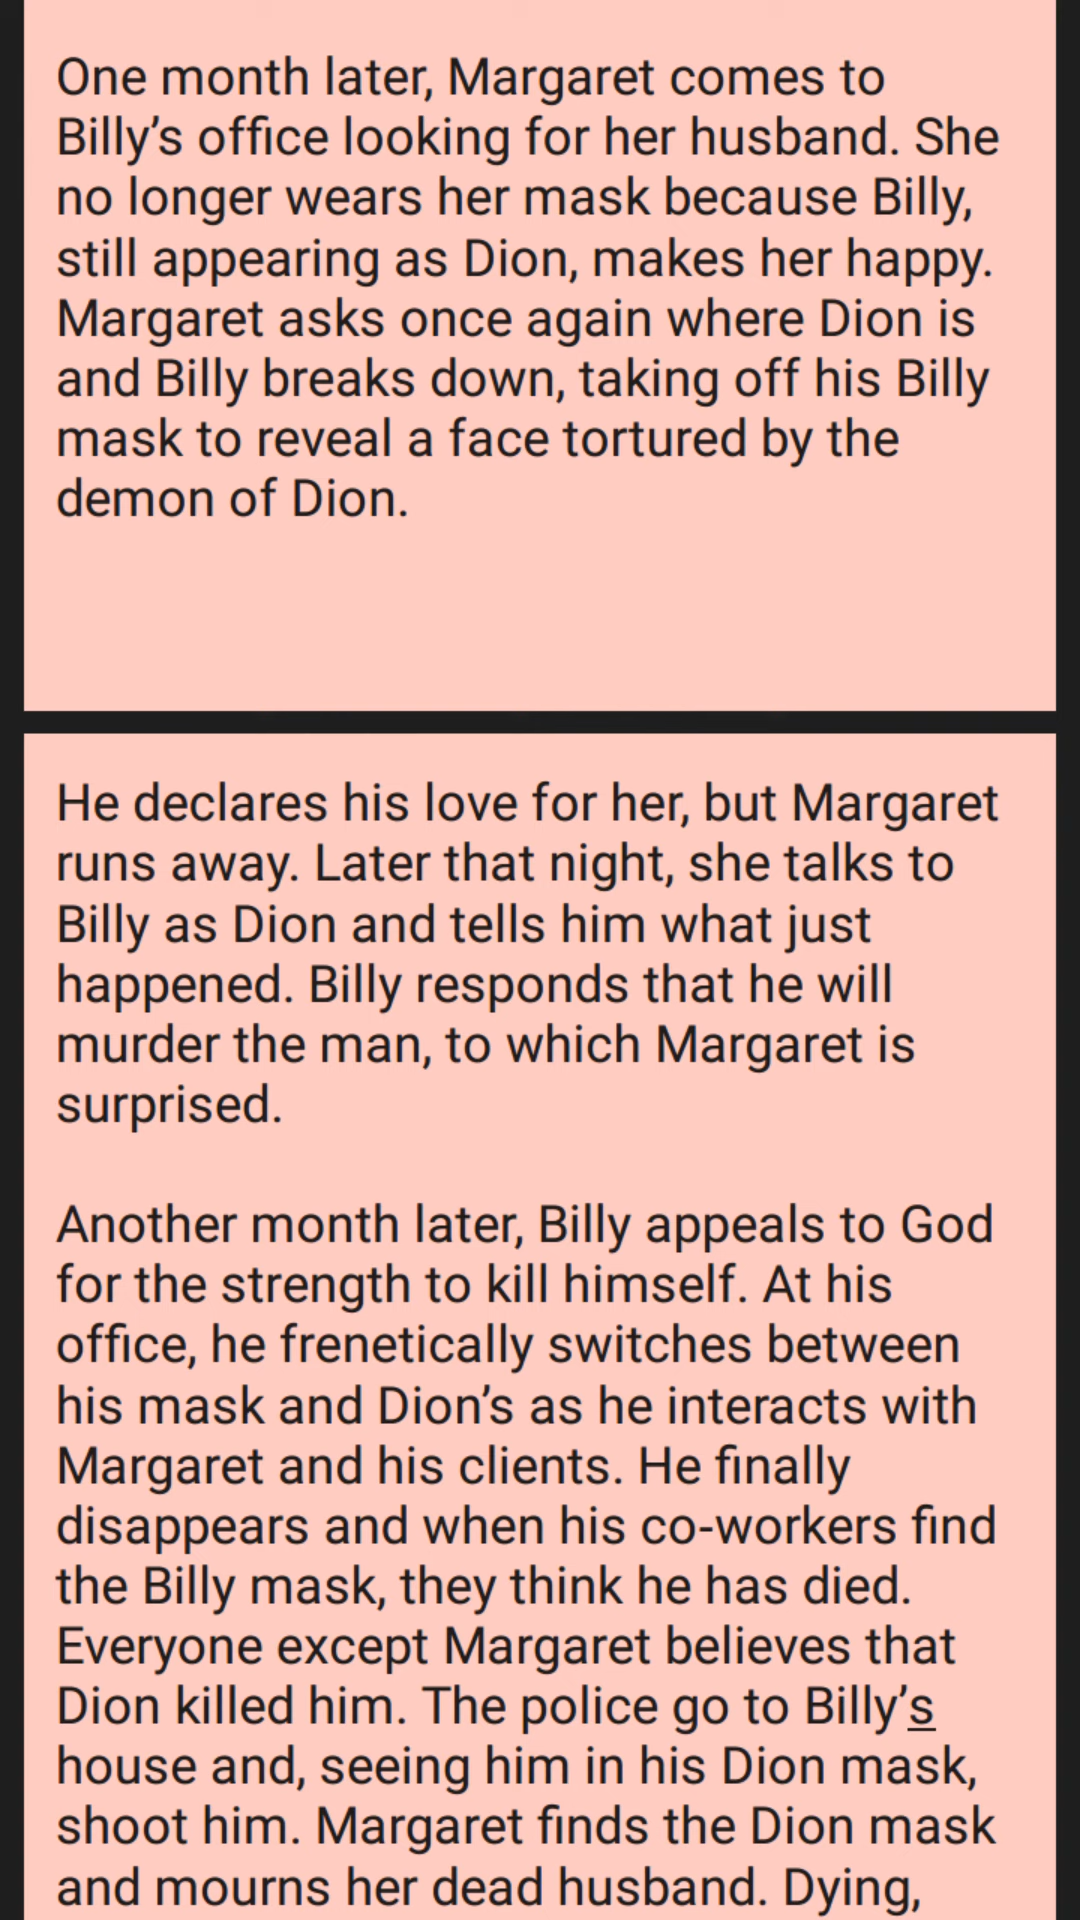 One month later, Margaret comes to
Billy’s office looking for her husband. She
no longer wears her mask because Billy,
still appearing as Dion, makes her happy.
Margaret asks once again where Dion is
and Billy breaks down, taking off his Billy
mask to reveal a face tortured by the
demon of Dion.
He declares his love for her, but Margaret
runs away. Later that night, she talks to
Billy as Dion and tells him what just
happened. Billy responds that he will
murder the man, to which Margaret is
surprised.
Another month later, Billy appeals to God
for the strength to kill himself. At his
office, he frenetically switches between
his mask and Dion’s as he interacts with
Margaret and his clients. He finally
disappears and when his co-workers find
the Billy mask, they think he has died.
Everyone except Margaret believes that
Dion killed him. The police go to Billy’s
house and, seeing him in his Dion mask,
shoot him. Margaret finds the Dion mask
and mourns her dead husband. Dying,